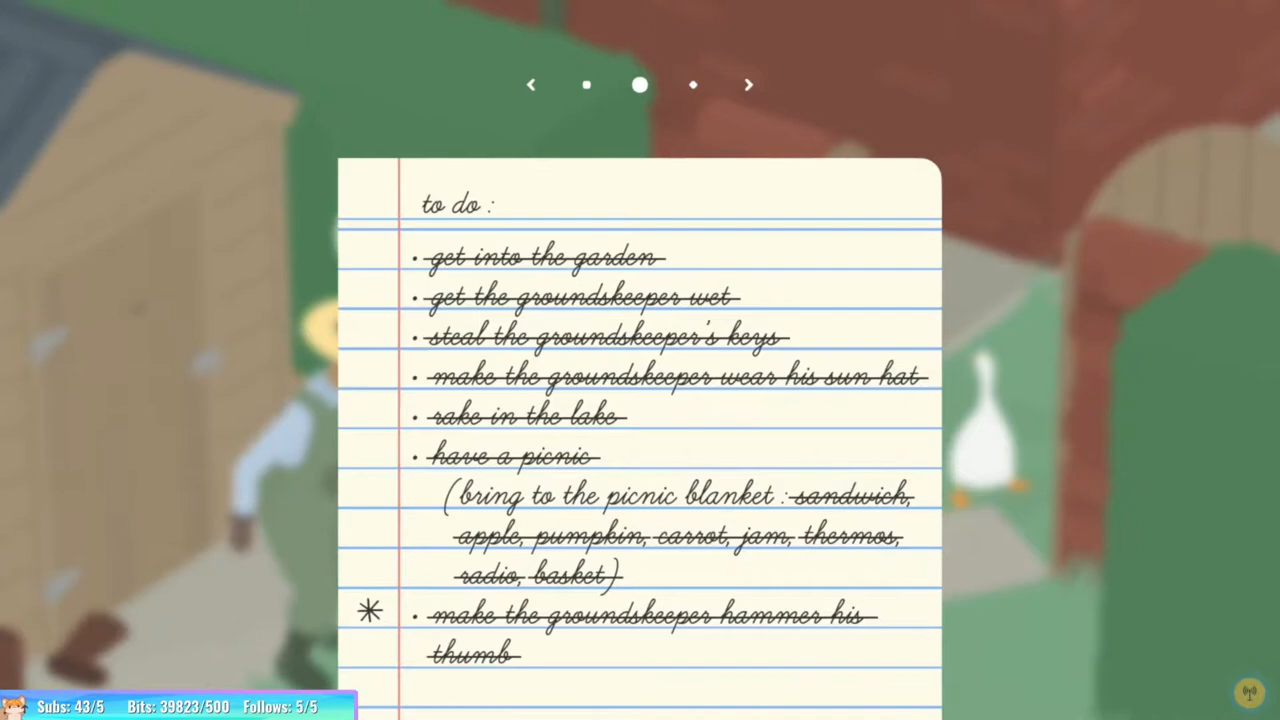 to do :
• get into the garden
• get the groundskeeper wet
• steal the groundskeeper's keys
• make the groundskeeper wear his sun hat
• rake in the lake
• have a picnic
(bring to the picnic blanket : sandwich,
apple, pumpkin, carrot, jam, thermos,
radio, basket)
• make the groundskeeper hammer his
thumb
Subs: 43/5 Bits: 39823/500 Follows: 5/5